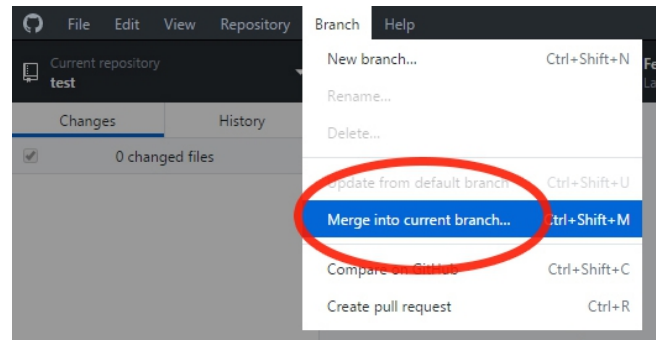 File Edit View Repository Branch Help
Current repository
test
Changes History
0 changed files
New branch... Ctrl+Shift+N
Rename...
Delete...
Update from default branch Ctrl+Shift+U
Merge into current branch... Ctrl+Shift+M
Compare on GitHub Ctrl+Shift+C
Create pull request Ctrl+R
Fe
La